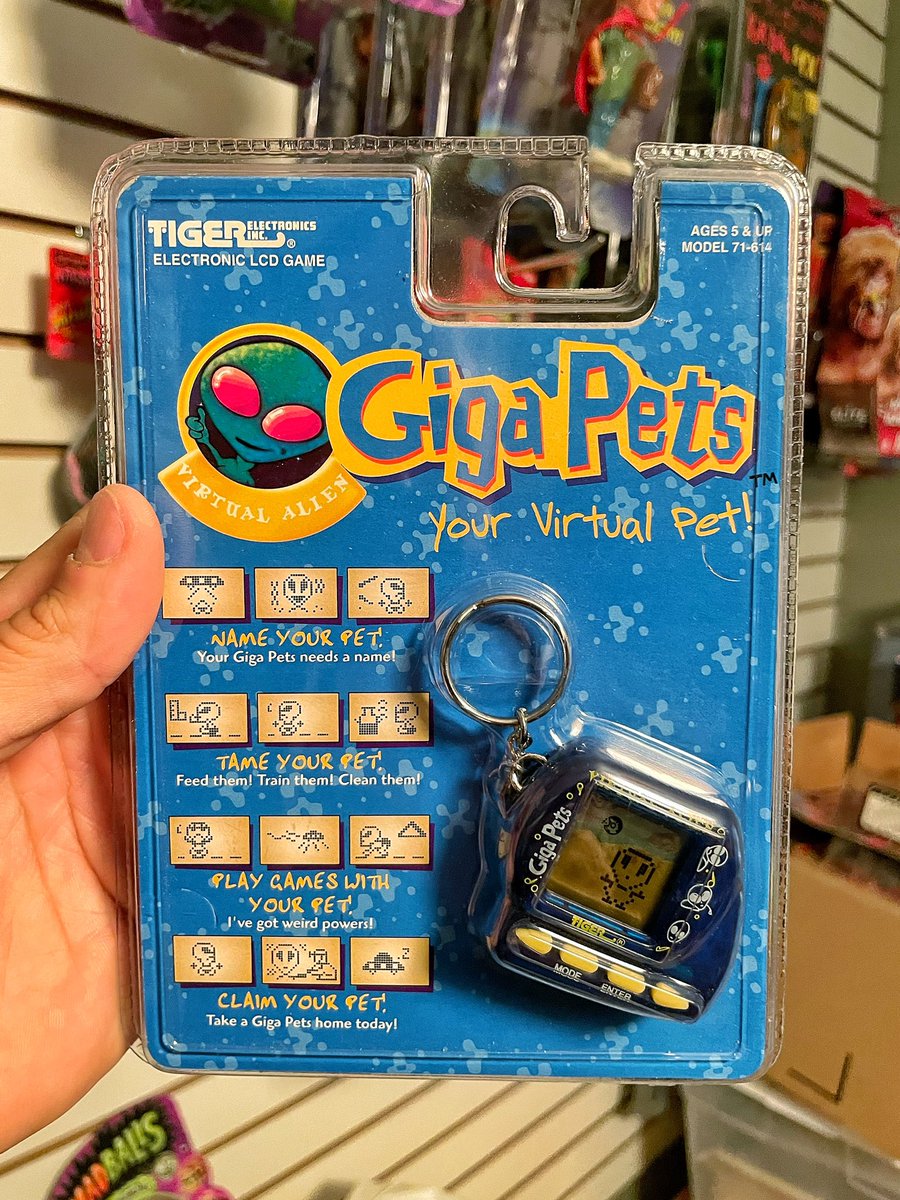 TIGER ELECTRONICS INC.®
ELECTRONIC LCD GAME
AGES 5 & UP
MODEL 71-614
VIRTUAL ALIEN
Giga Pets™
Your Virtual Pet!
NAME YOUR PET!
Your Giga Pets needs a name!
TAME YOUR PET!
Feed them! Train them! Clean them!
PLAY GAMES WITH
YOUR PET!
I've got weird powers!
CLAIM YOUR PET!
Take a Giga Pets home today!
Giga Pets
TIGER®
MODE
ENTER
MADBALLS